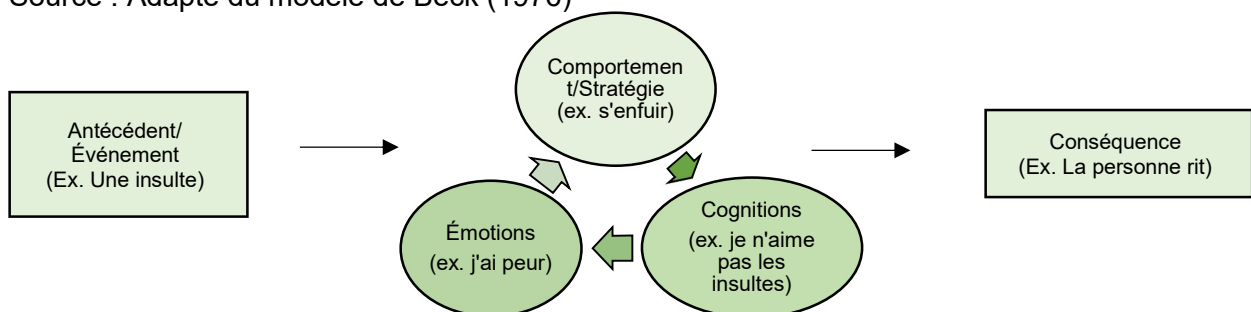 Source : Adapté du modèle de Beck (1976)
Comportemen
t/Stratégie
(ex. s'enfuir)
Antécédent/
Événement
(Ex. Une insulte)
Conséquence
(Ex. La personne rit)
Émotions
(ex. j'ai peur)
Cognitions
(ex. je n'aime
pas les
insultes)